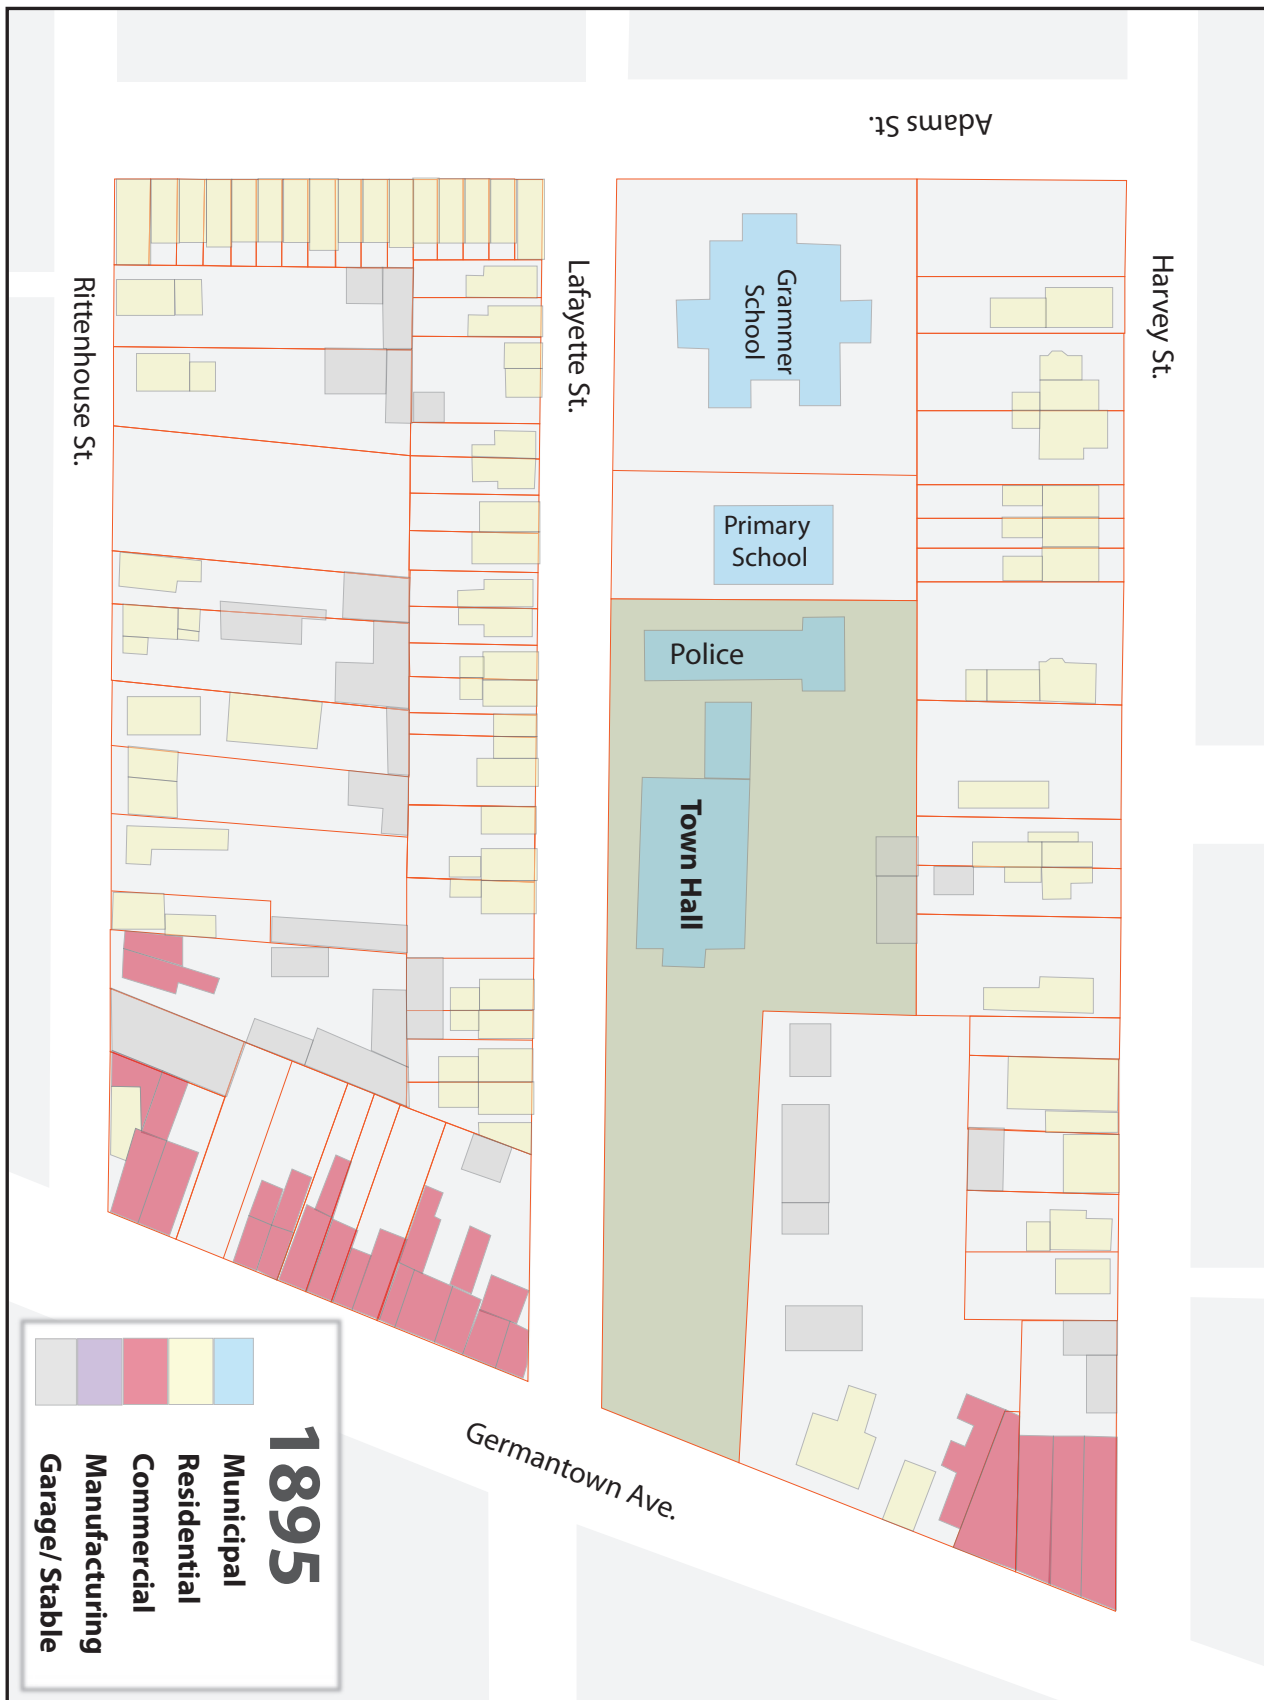 Adams St.
Harvey St.
Lafayette St.
Rittenhouse St.
Grammer
School
Primary
School
Police
Town Hall
Germantown Ave.
1895
Municipal
Residential
Commercial
Manufacturing
Garage/ Stable